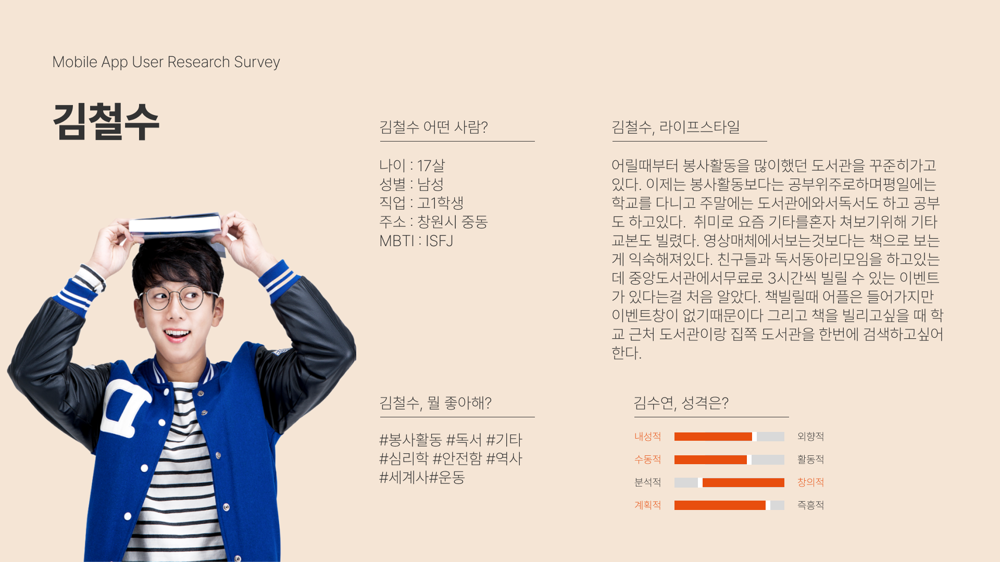 Mobile App User Research Survey
김철수
김철수 어떤 사람?
나이 : 17살
성별 : 남성
직업 : 고1학생
주소 : 창원시 중동
MBTI : ISFJ
김철수, 라이프스타일
어릴때부터 봉사활동을 많이했던 도서관을 꾸준히가고
있다. 이제는 봉사활동보다는 공부위주로하며평일에는
학교를 다니고 주말에는 도서관에와서독서도 하고 공부
도 하고있다.  취미로 요즘 기타를혼자 쳐보기위해 기타
교본도 빌렸다. 영상매체에서보는것보다는 책으로 보는
게 익숙해져있다. 친구들과 독서동아리모임을 하고있는
데 중앙도서관에서무료로 3시간씩 빌릴 수 있는 이벤트
가 있다는걸 처음 알았다. 책빌릴때 어플은 들어가지만
이벤트창이 없기때문이다 그리고 책을 빌리고싶을 때 학
교 근처 도서관이랑 집쪽 도서관을 한번에 검색하고싶어
한다.
김철수, 뭘 좋아해?
#봉사활동 #독서 #기타
#심리학 #안전함 #역사
#세계사#운동
김수연, 성격은?
내성적 외향적
수동적 활동적
분석적 창의적
계획적 즉흥적